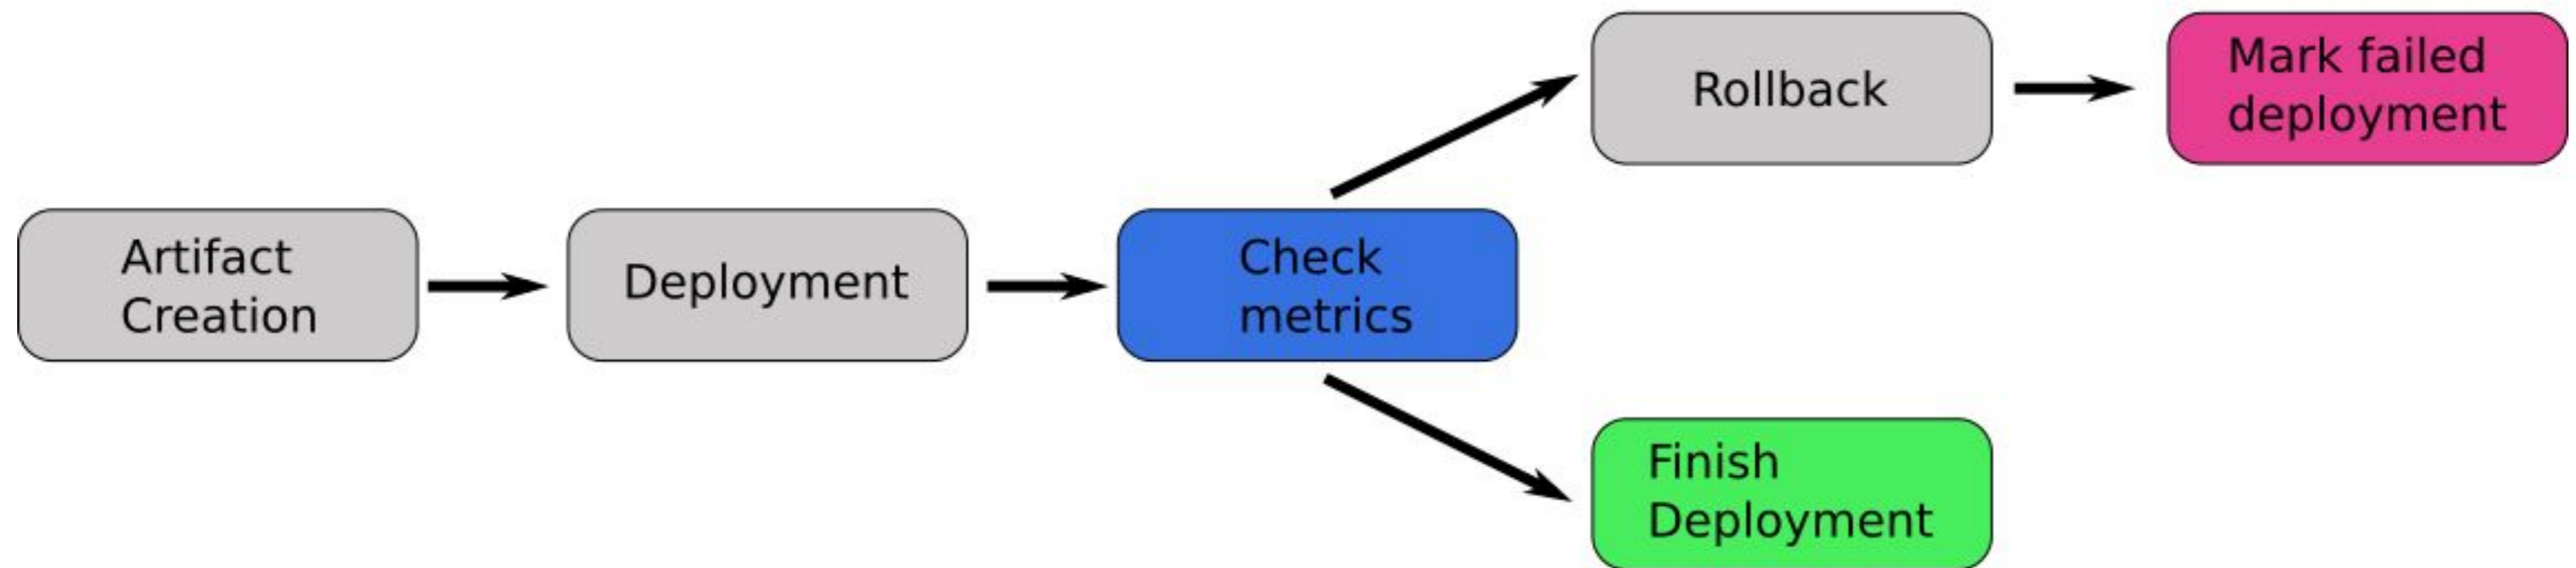 Artifact
Creation
Deployment
Check
metrics
Rollback
Mark failed
deployment
Finish
Deployment